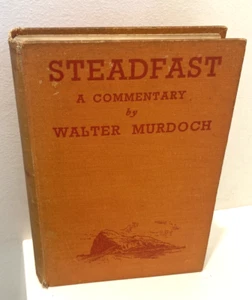 STEADFAST
A COMMENTARY
by
WALTER MURDOCH